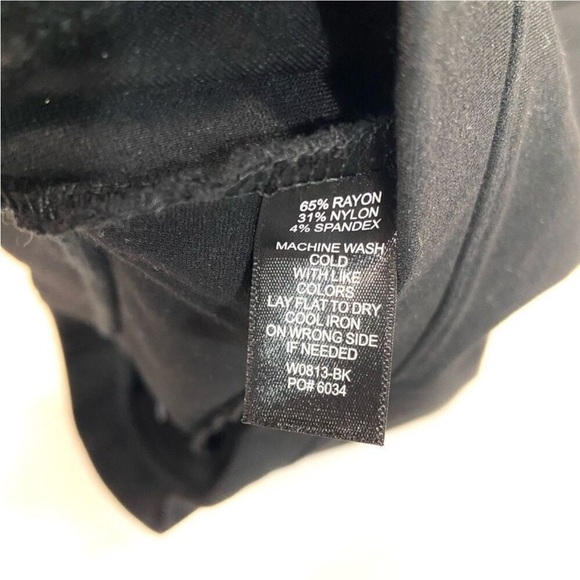 65% RAYON
31% NYLON
4% SPANDEX
MACHINE WASH
COLD
WITH LIKE
COLORS
LAY FLAT TO DRY
COOL IRON
ON WRONG SIDE
IF NEEDED
W0813-BK
PO# 6034